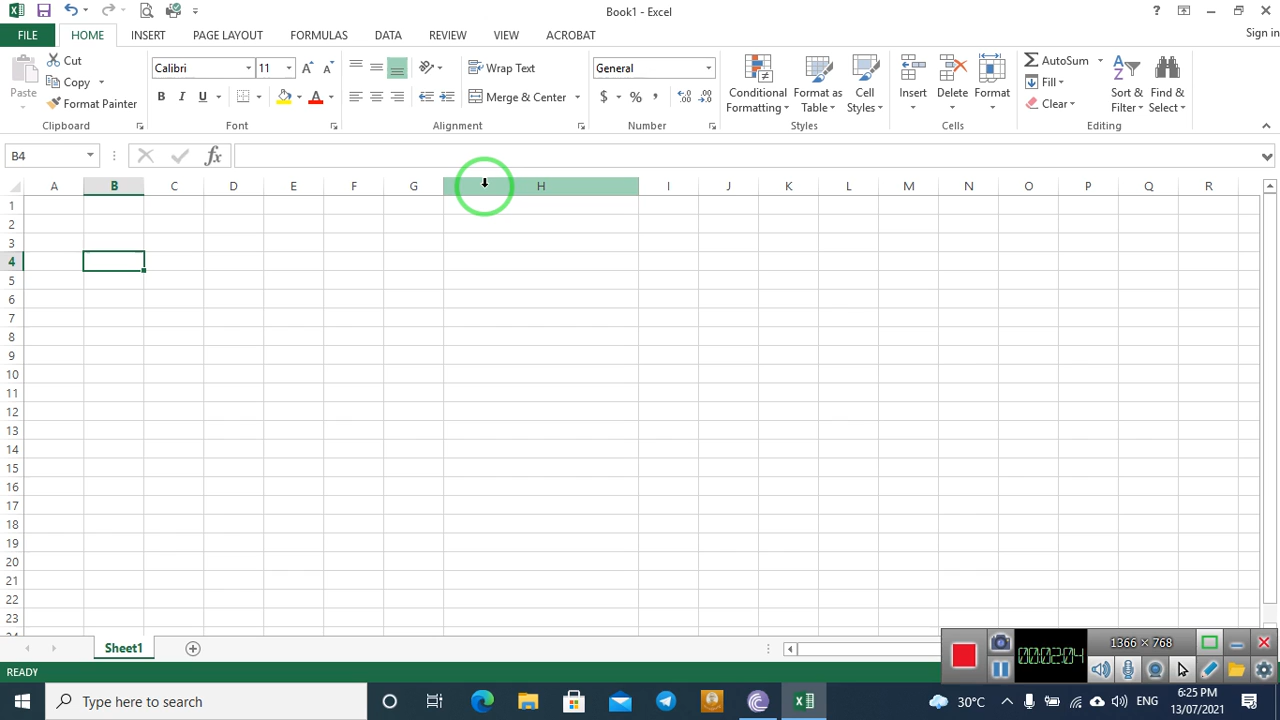 Book1 - Excel
Sign in
FILE HOME INSERT PAGE LAYOUT FORMULAS DATA REVIEW VIEW ACROBAT
Paste
Cut
Copy
Format Painter
Clipboard
Calibri 11
B I U
A
Font
Wrap Text
Merge & Center
Alignment
General
$ % ,
Number
Conditional Formatting
Format as Table
Cell Styles
Styles
Insert Delete Format
Cells
AutoSum
Fill
Clear
Sort & Filter
Find & Select
Editing
B4
fx
A B C D E F G H I J K L M N O P Q R
1
2
3
4
5
6
7
8
9
10
11
12
13
14
15
16
17
18
19
20
21
22
23
Sheet1
READY
1366 × 768
00:02:04
Type here to search
30°C
ENG
6:25 PM
13/07/2021